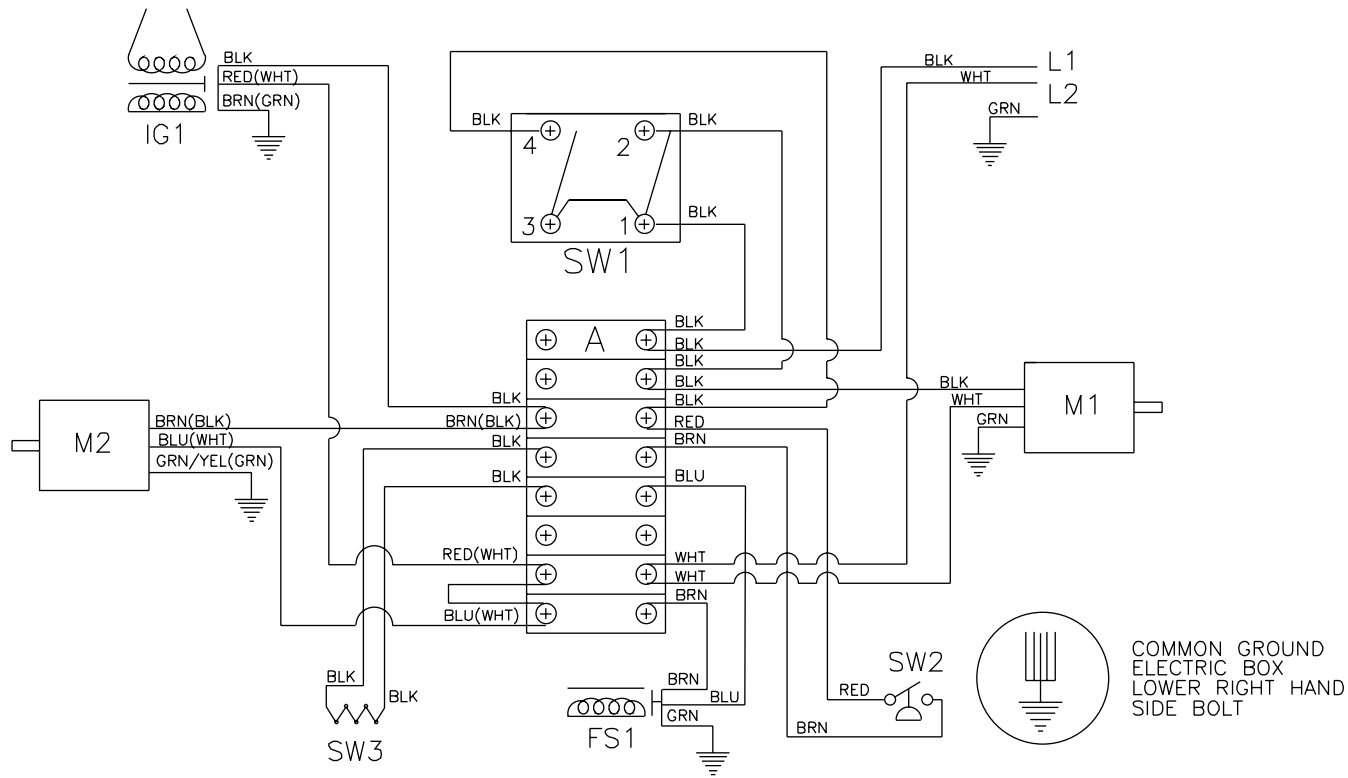 BLK
RED(WHT)
BRN(GRN)
IG1
BLK
4
2
BLK
3
1
BLK
SW1
BLK
L1
WHT
L2
GRN
A
BLK
BLK
BLK
BLK
BLK
RED
BRN
BLU
WHT
WHT
BRN
BLK
BRN(BLK)
BLK
BLK
RED(WHT)
BLU(WHT)
M2
BRN(BLK)
BLU(WHT)
GRN/YEL(GRN)
BLK
WHT
GRN
M1
BLK
BLK
SW3
BRN
BLU
GRN
FS1
SW2
RED
BRN
COMMON GROUND
ELECTRIC BOX
LOWER RIGHT HAND
SIDE BOLT